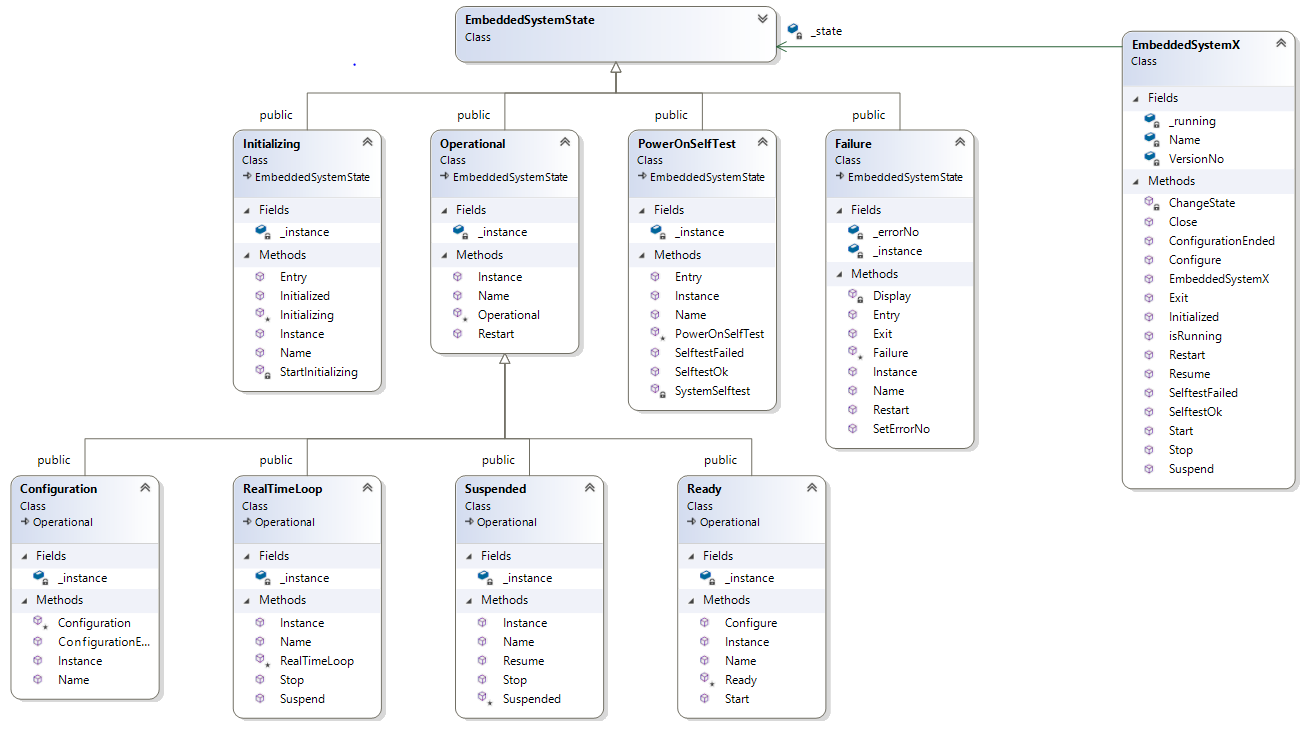 EmbeddedSystemState
Class
_state
EmbeddedSystemX
Class
Fields
_running
Name
VersionNo
Methods
ChangeState
Close
ConfigurationEnded
Configure
EmbeddedSystemX
Exit
Initialized
isRunning
Restart
Resume
SelftestFailed
SelftestOk
Start
Stop
Suspend
public
Initializing
Class
EmbeddedSystemState
Fields
_instance
Methods
Entry
Initialized
Initializing
Instance
Name
StartInitializing
public
Operational
Class
EmbeddedSystemState
Fields
_instance
Methods
Instance
Name
Operational
Restart
public
PowerOnSelfTest
Class
EmbeddedSystemState
Fields
_instance
Methods
Entry
Instance
Name
PowerOnSelfTest
SelftestFailed
SelftestOk
SystemSelftest
public
Failure
Class
EmbeddedSystemState
Fields
_errorNo
_instance
Methods
Display
Entry
Exit
Failure
Instance
Name
Restart
SetErrorNo
public
Configuration
Class
Operational
Fields
_instance
Methods
Configuration
ConfigurationE...
Instance
Name
public
RealTimeLoop
Class
Operational
Fields
_instance
Methods
Instance
Name
RealTimeLoop
Stop
Suspend
public
Suspended
Class
Operational
Fields
_instance
Methods
Instance
Name
Resume
Stop
Suspended
public
Ready
Class
Operational
Fields
_instance
Methods
Configure
Instance
Name
Ready
Start